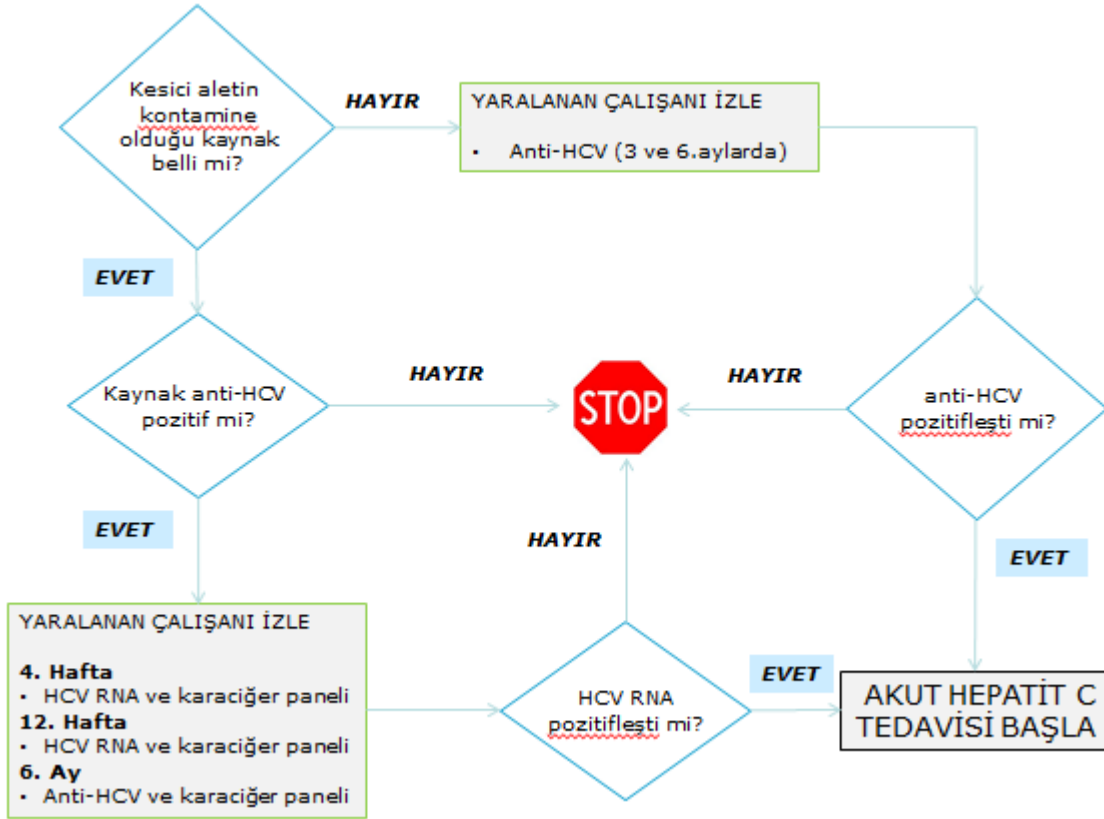 Kesici aletin
kontamine
olduğu kaynak
belli mi?
HAYIR
YARALANAN ÇALIŞANI İZLE
• Anti-HCV (3 ve 6.aylarda)
EVET
Kaynak anti-HCV
pozitif mi?
HAYIR
STOP
HAYIR
anti-HCV
pozitifleşti mi?
EVET
HAYIR
EVET
YARALANAN ÇALIŞANI İZLE
4. Hafta
• HCV RNA ve karaciğer paneli
12. Hafta
• HCV RNA ve karaciğer paneli
6. Ay
• Anti-HCV ve karaciğer paneli
HCV RNA
pozitifleşti mi?
EVET
AKUT HEPATİT C
TEDAVİSİ BAŞLA